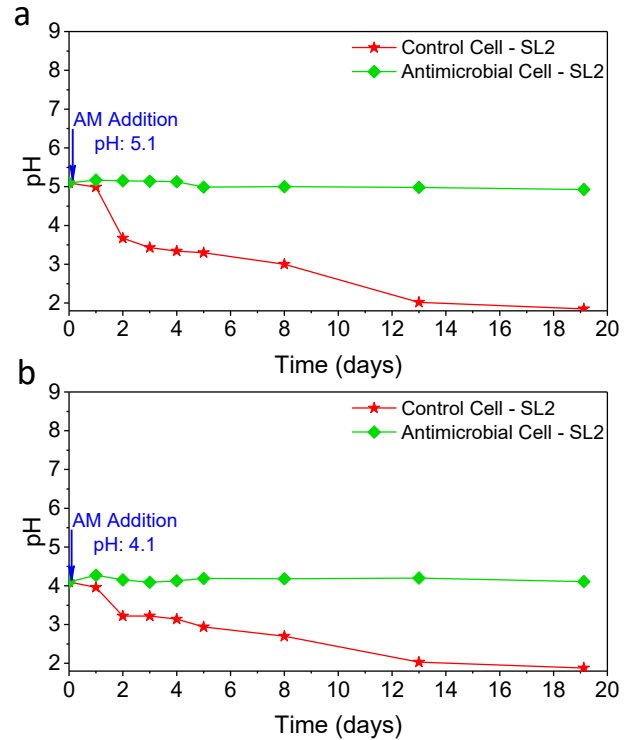 a
9
8
7
6
5
4
3
2
pH
Control Cell - SL2
Antimicrobial Cell - SL2
AM Addition
pH: 5.1
0 2 4 6 8 10 12 14 16 18 20
Time (days)
b
9
8
7
6
5
4
3
2
pH
Control Cell - SL2
Antimicrobial Cell - SL2
AM Addition
pH: 4.1
0 2 4 6 8 10 12 14 16 18 20
Time (days)